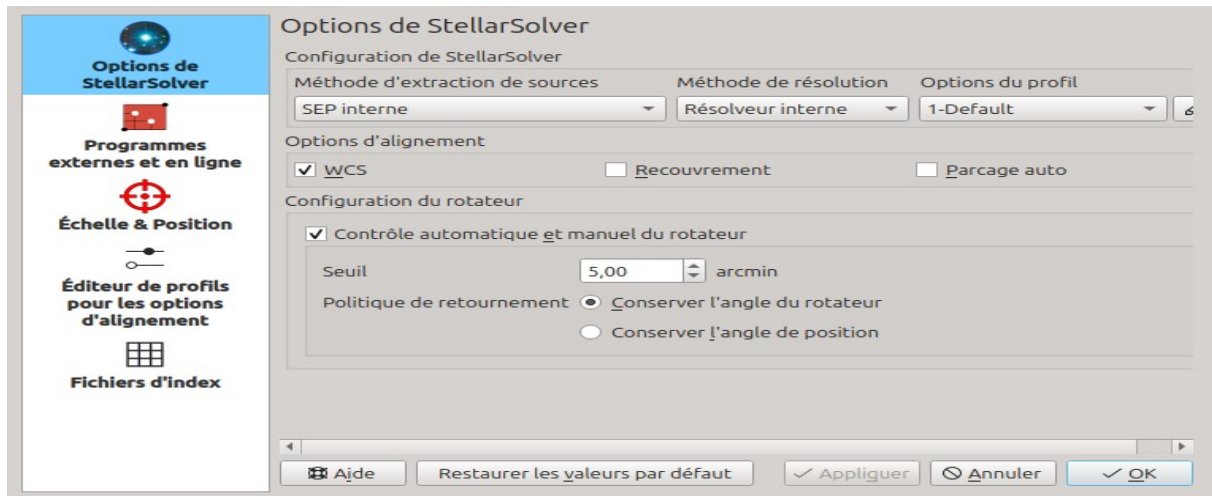 Options de
StellarSolver
Programmes
externes et en ligne
Échelle & Position
Éditeur de profils
pour les options
d'alignement
Fichiers d'index
Options de StellarSolver
Configuration de StellarSolver
Méthode d'extraction de sources Méthode de résolution Options du profil
SEP interne Résolveur interne 1-Default
Options d'alignement
WCS Recouvrement Parcage auto
Configuration du rotateur
Contrôle automatique et manuel du rotateur
Seuil 5,00 arcmin
Politique de retournement Conserver l'angle du rotateur
Conserver l'angle de position
Aide Restaurer les valeurs par défaut Appliquer Annuler OK